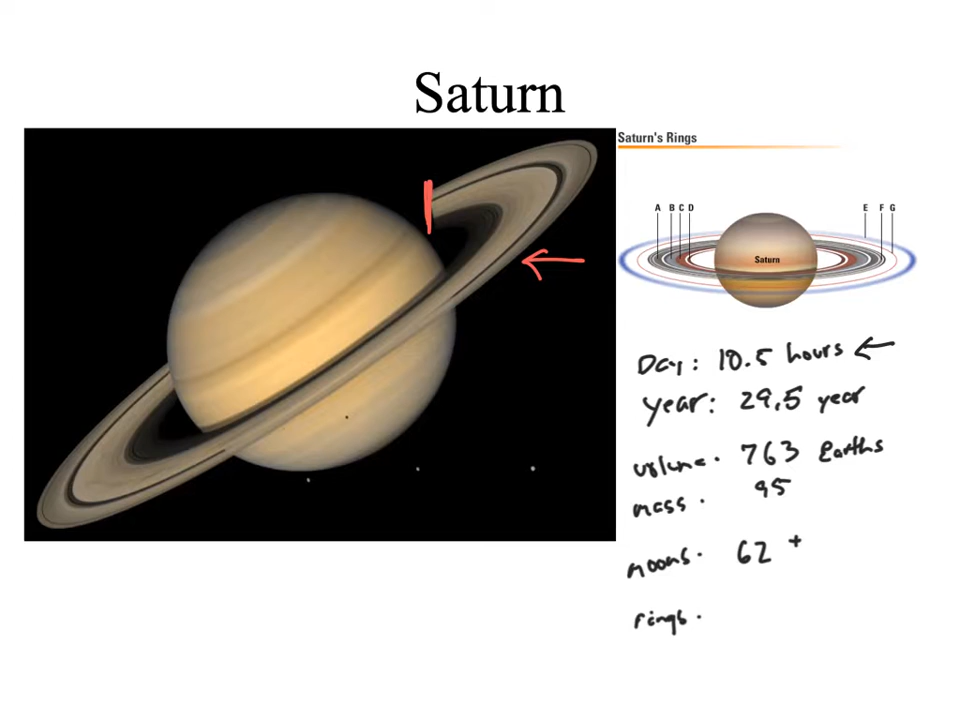 Saturn
Saturn's Rings
A B C D E F G
Saturn
Day: 10.5 hours
year: 29.5 year
volume. 763 Earths
mass. 95
moons. 62 +
rings.